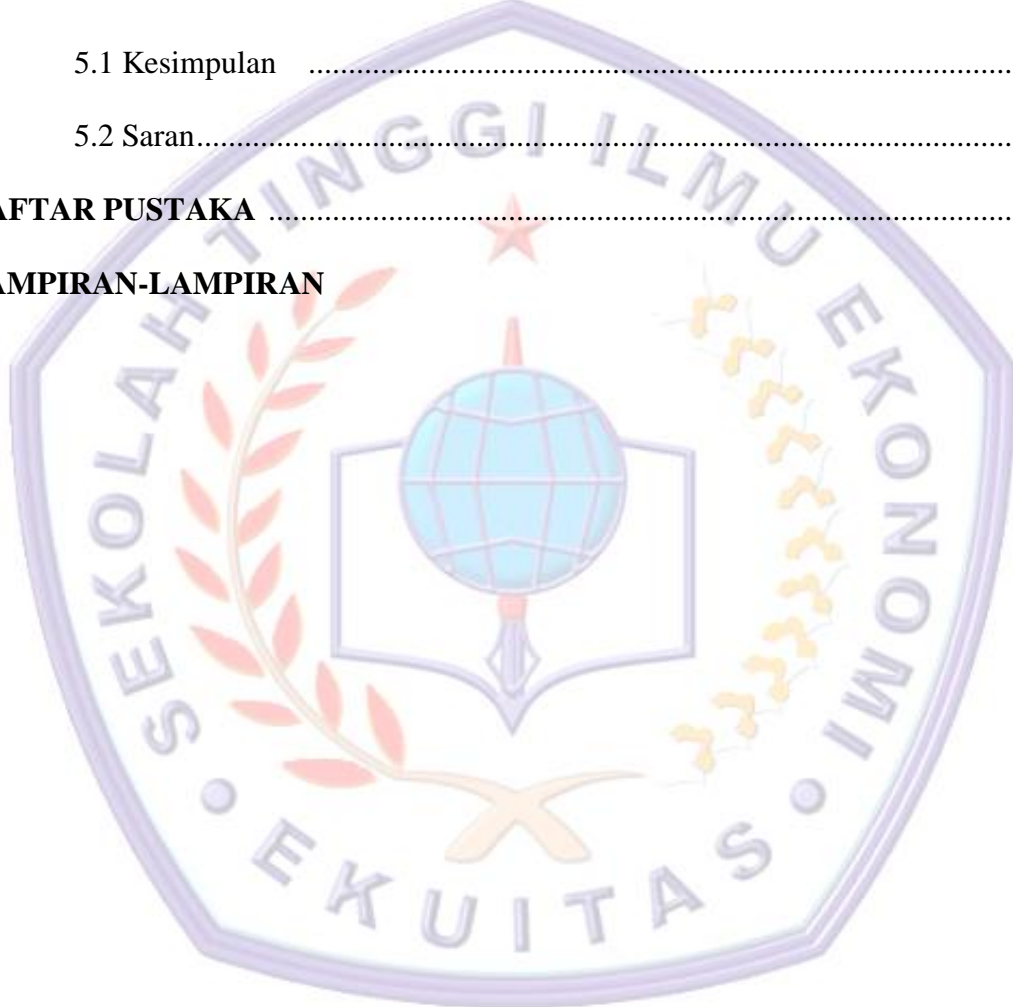 5.1 Kesimpulan ........................................................................................
5.2 Saran......................................................................................................
AFTAR PUSTAKA .............................................................................................
AMPIRAN-LAMPIRAN
SEKOLAH TINGGI ILMU EKONOMI
• EKUITAS •